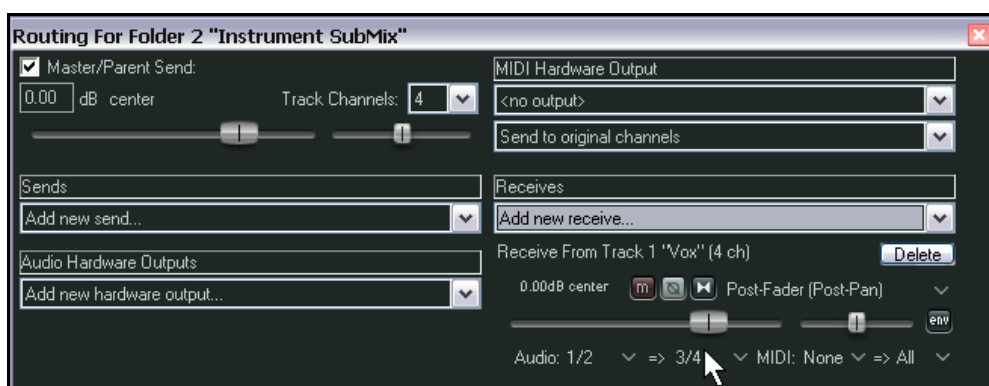 Routing For Folder 2 "Instrument SubMix"
Master/Parent Send:
0.00 dB center Track Channels: 4
MIDI Hardware Output
<no output>
Send to original channels
Sends
Add new send...
Audio Hardware Outputs
Add new hardware output...
Receives
Add new receive...
Receive From Track 1 "Vox" (4 ch) Delete
0.00dB center m Post-Fader (Post-Pan)
env
Audio: 1/2 => 3/4 MIDI: None => All